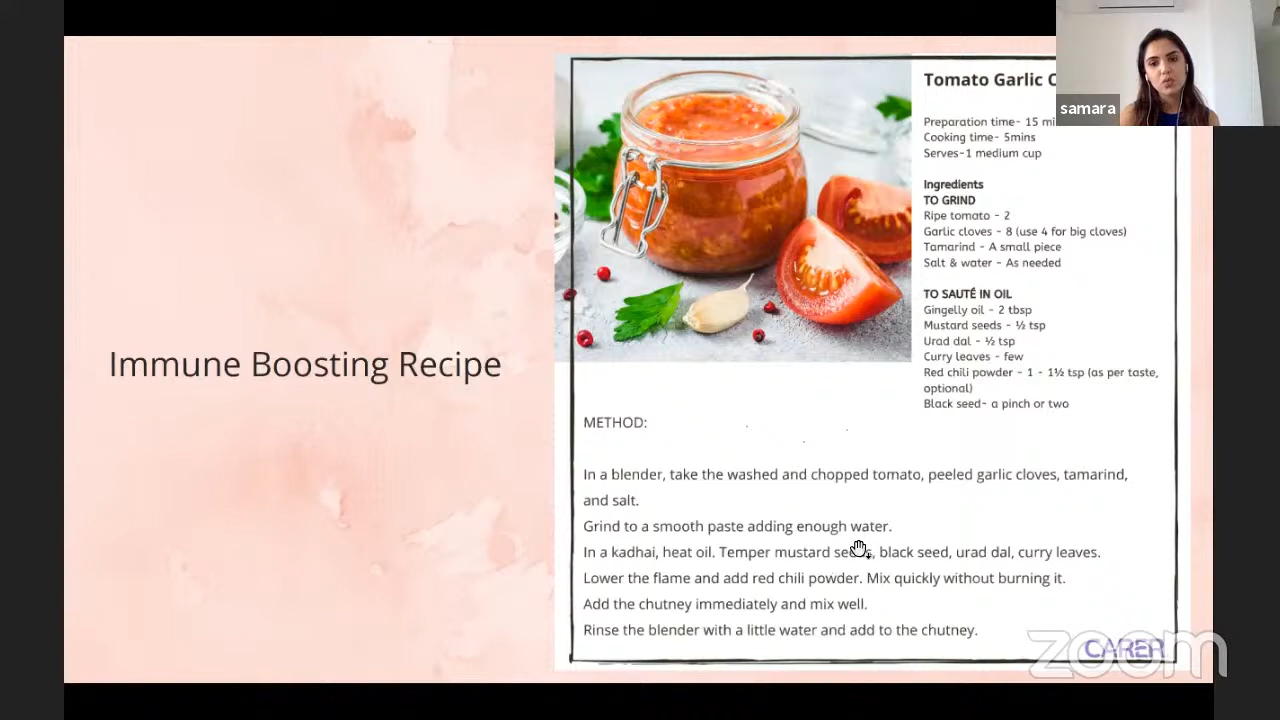 Immune Boosting Recipe
Tomato Garlic
samara
Preparation time- 15
Cooking time- 5mins
Serves-1 medium cup
Ingredients
TO GRIND
Ripe tomato - 2
Garlic cloves - 8 (use 4 for big cloves)
Tamarind - A small piece
Salt & water - As needed
TO SAUTÉ IN OIL
Gingelly oil - 2 tbsp
Mustard seeds - ½ tsp
Urad dal - ½ tsp
Curry leaves - few
Red chili powder - 1 - 1½ tsp (as per taste,
optional)
Black seed- a pinch or two
METHOD:
In a blender, take the washed and chopped tomato, peeled garlic cloves, tamarind,
and salt.
Grind to a smooth paste adding enough water.
In a kadhai, heat oil. Temper mustard seeds, black seed, urad dal, curry leaves.
Lower the flame and add red chili powder. Mix quickly without burning it.
Add the chutney immediately and mix well.
Rinse the blender with a little water and add to the chutney.
CARER
zoom